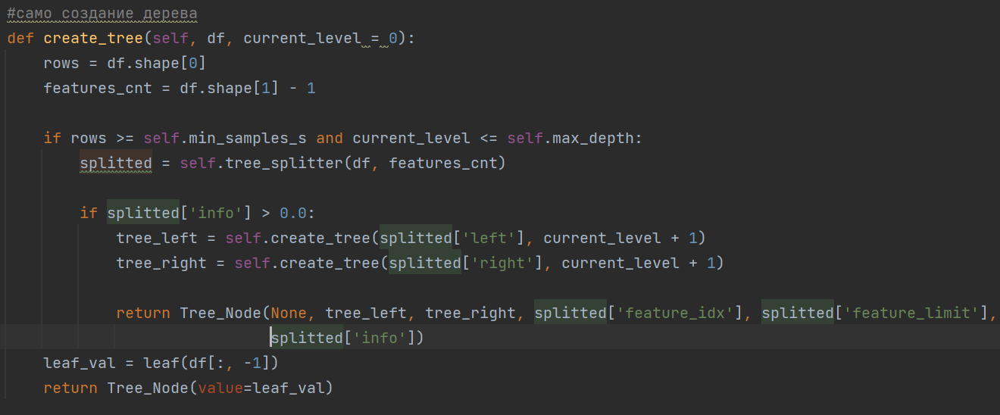 #само создание дерева
def create_tree(self, df, current_level = 0):
    rows = df.shape[0]
    features_cnt = df.shape[1] - 1

    if rows >= self.min_samples_s and current_level <= self.max_depth:
        splitted = self.tree_splitter(df, features_cnt)

        if splitted['info'] > 0.0:
            tree_left = self.create_tree(splitted['left'], current_level + 1)
            tree_right = self.create_tree(splitted['right'], current_level + 1)

            return Tree_Node(None, tree_left, tree_right, splitted['feature_idx'], splitted['feature_limit'],
                             splitted['info'])
    leaf_val = leaf(df[:, -1])
    return Tree_Node(value=leaf_val)